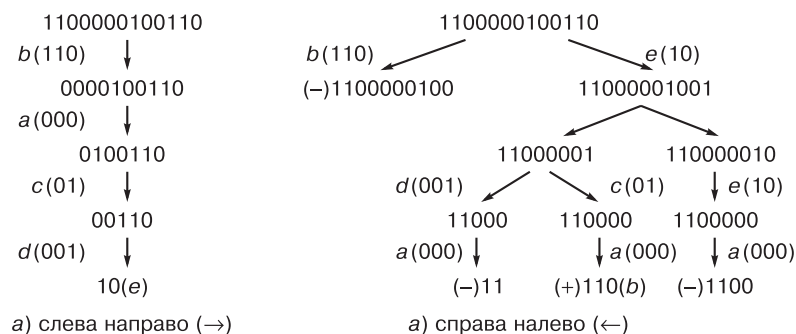 1100000100110
b(110)
0000100110
a(000)
0100110
c(01)
00110
d(001)
10(e)
а) слева направо (→)
1100000100110
b(110)
e(10)
(–)1100000100
11000001001
11000001
110000010
d(001)
c(01)
e(10)
11000
110000
1100000
a(000)
a(000)
a(000)
(–)11
(+)110(b)
(–)1100
а) справа налево (←)